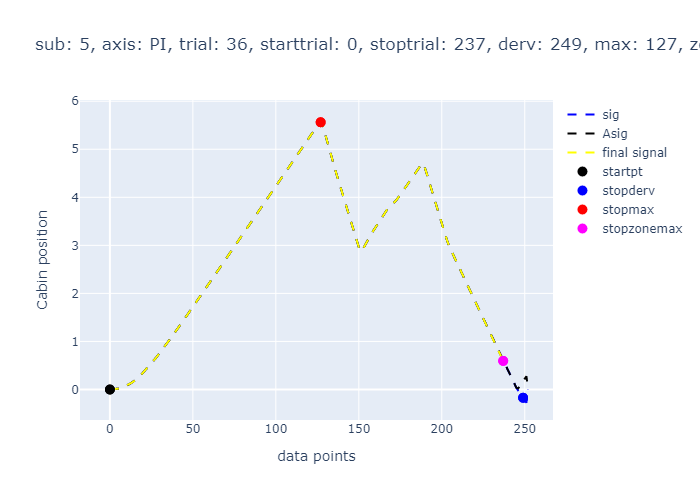 sub: 5, axis: PI, trial: 36, starttrial: 0, stoptrial: 237, derv: 249, max: 127,
6
5
4
3
2
1
0
0
50
100
150
200
250
Cabin position
data points
sig
Asig
final signal
startpt
stopderv
stopmax
stopzonemax